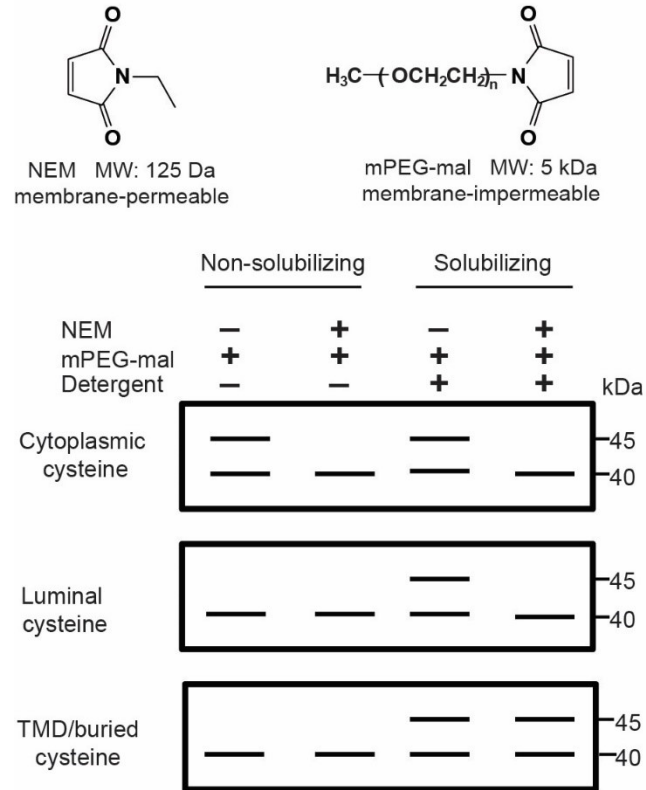 O
N
O
NEM MW: 125 Da
membrane-permeable
O
H₃C–( OCH₂CH₂)ₙ–N
O
mPEG-mal MW: 5 kDa
membrane-impermeable
Non-solubilizing Solubilizing
NEM – + – +
mPEG-mal + + + +
Detergent – – + + kDa
Cytoplasmic
cysteine
45
40
Luminal
cysteine
45
40
TMD/buried
cysteine
45
40